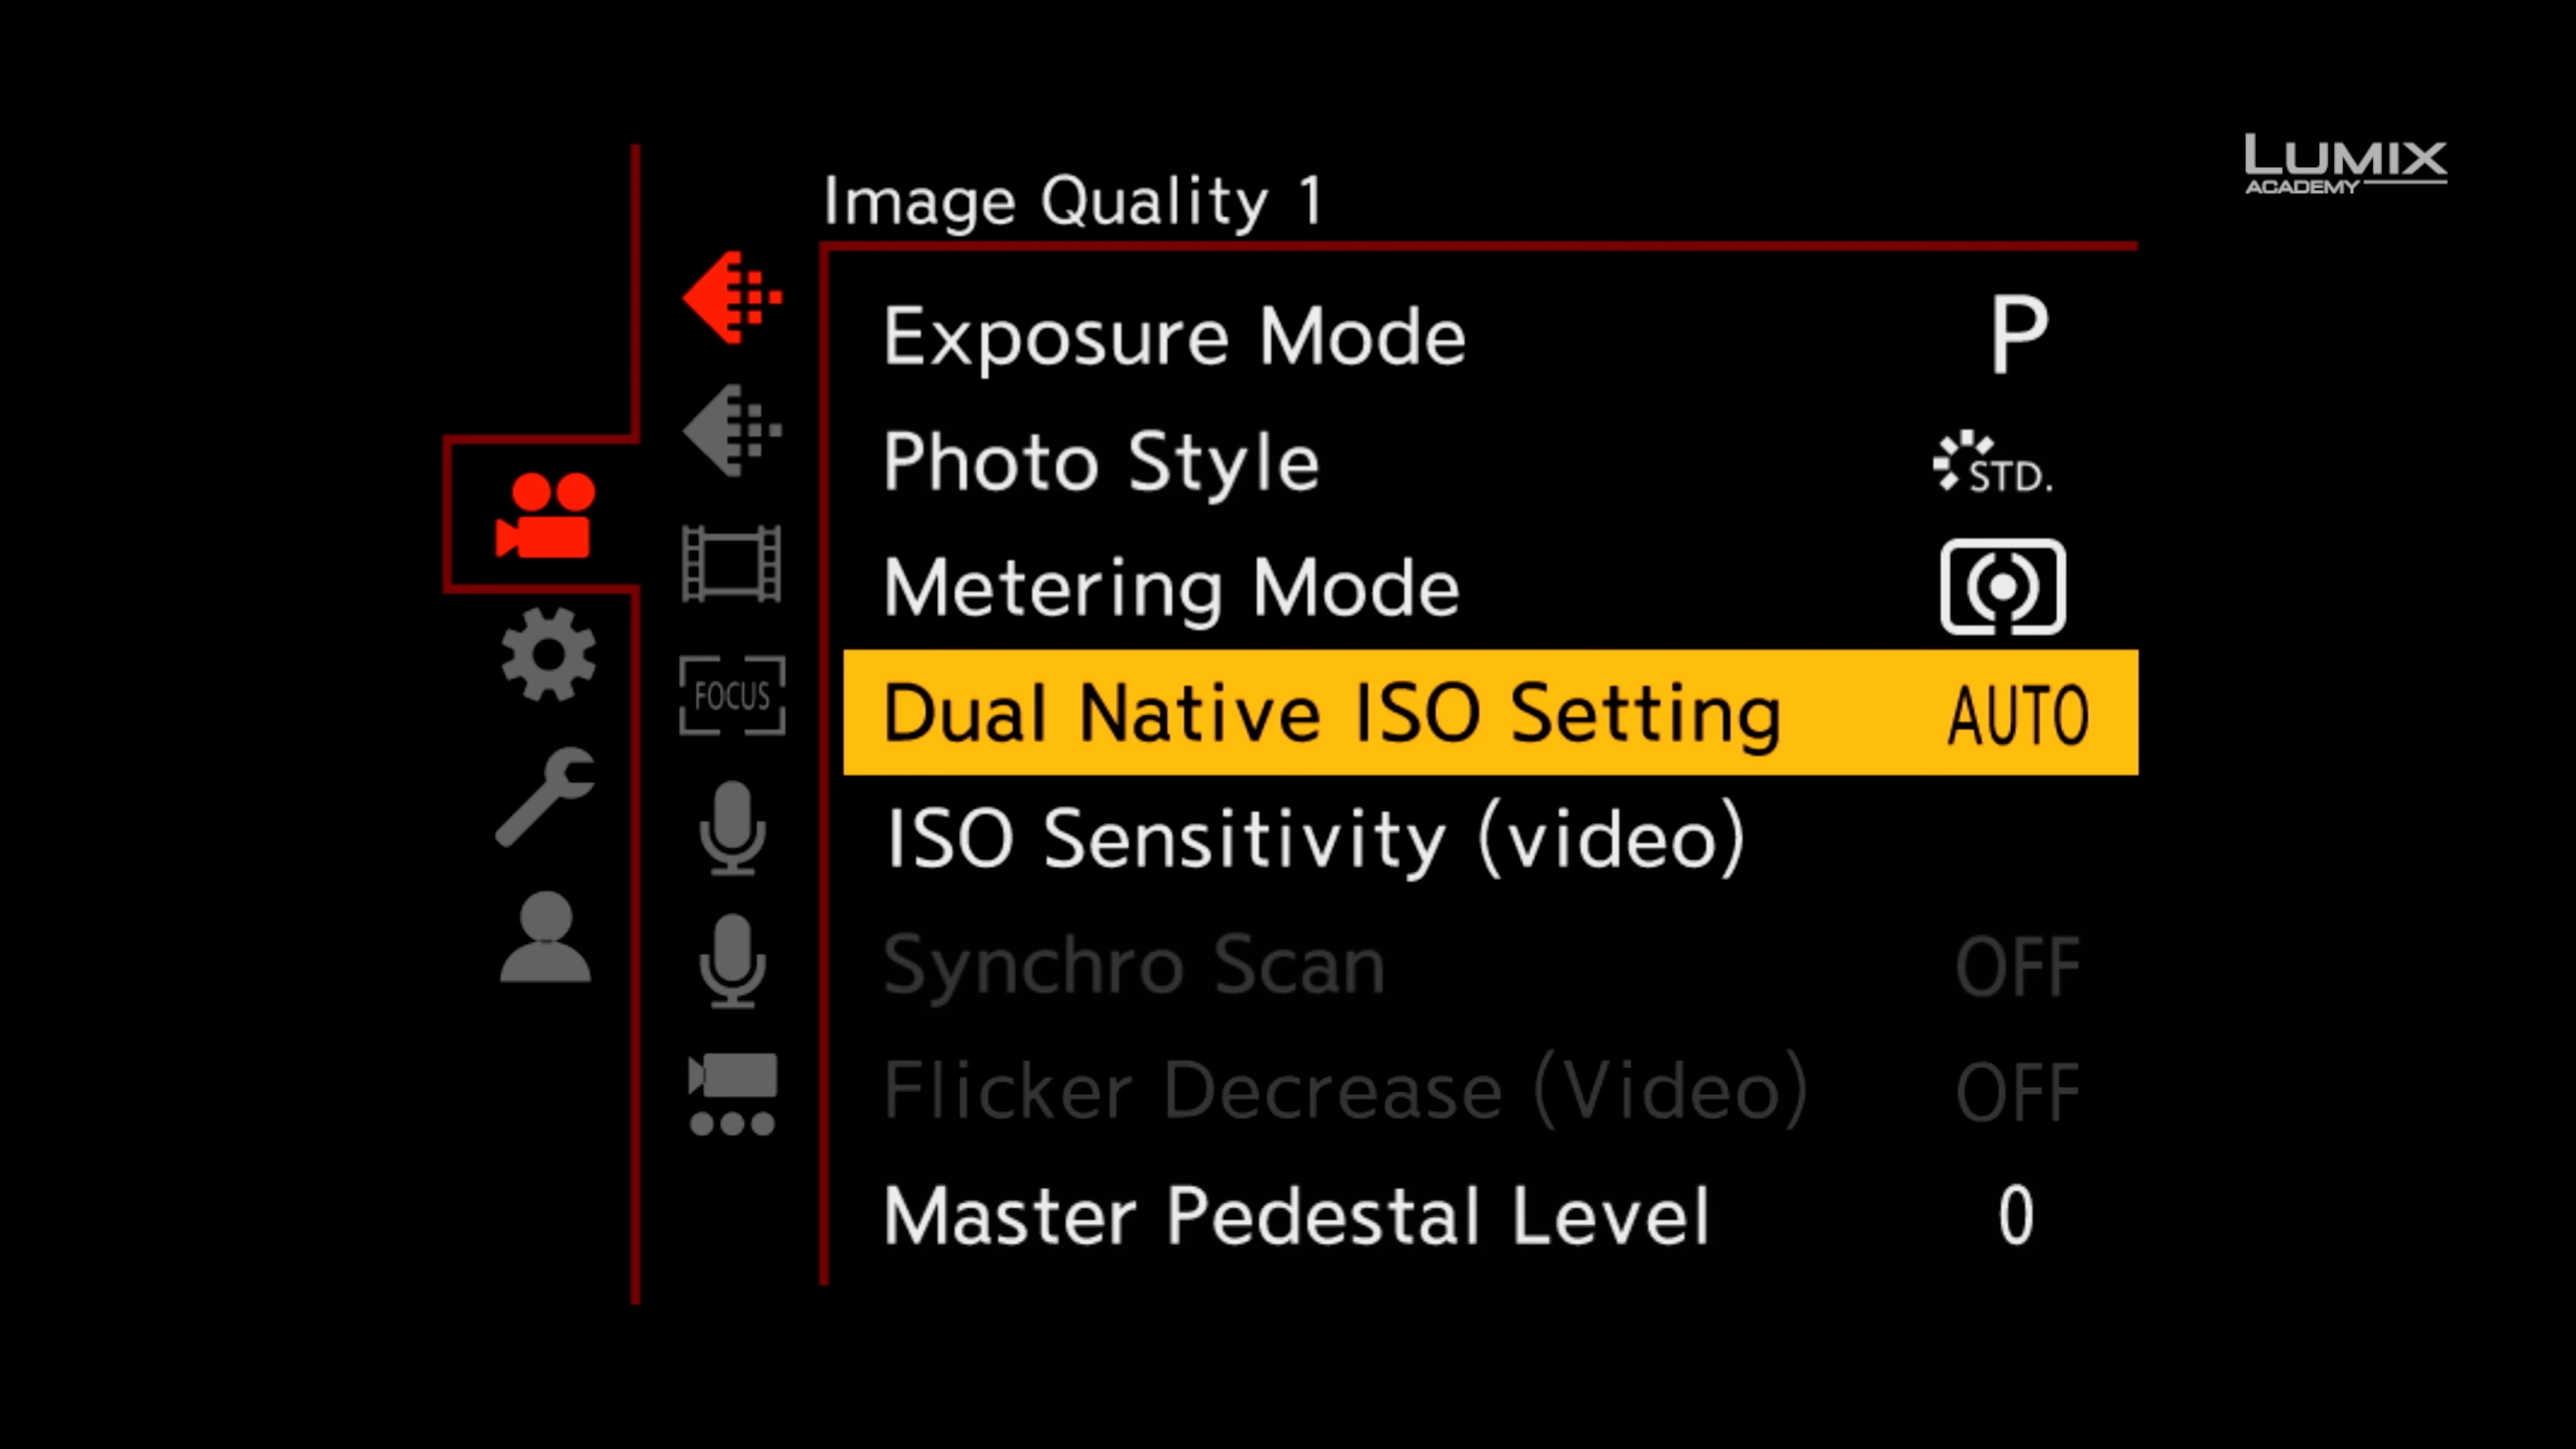 LUMIX
ACADEMY
Image Quality 1
Exposure Mode P
Photo Style STD.
Metering Mode
Dual Native ISO Setting AUTO
FOCUS
ISO Sensitivity (video)
Synchro Scan OFF
Flicker Decrease (Video) OFF
Master Pedestal Level 0